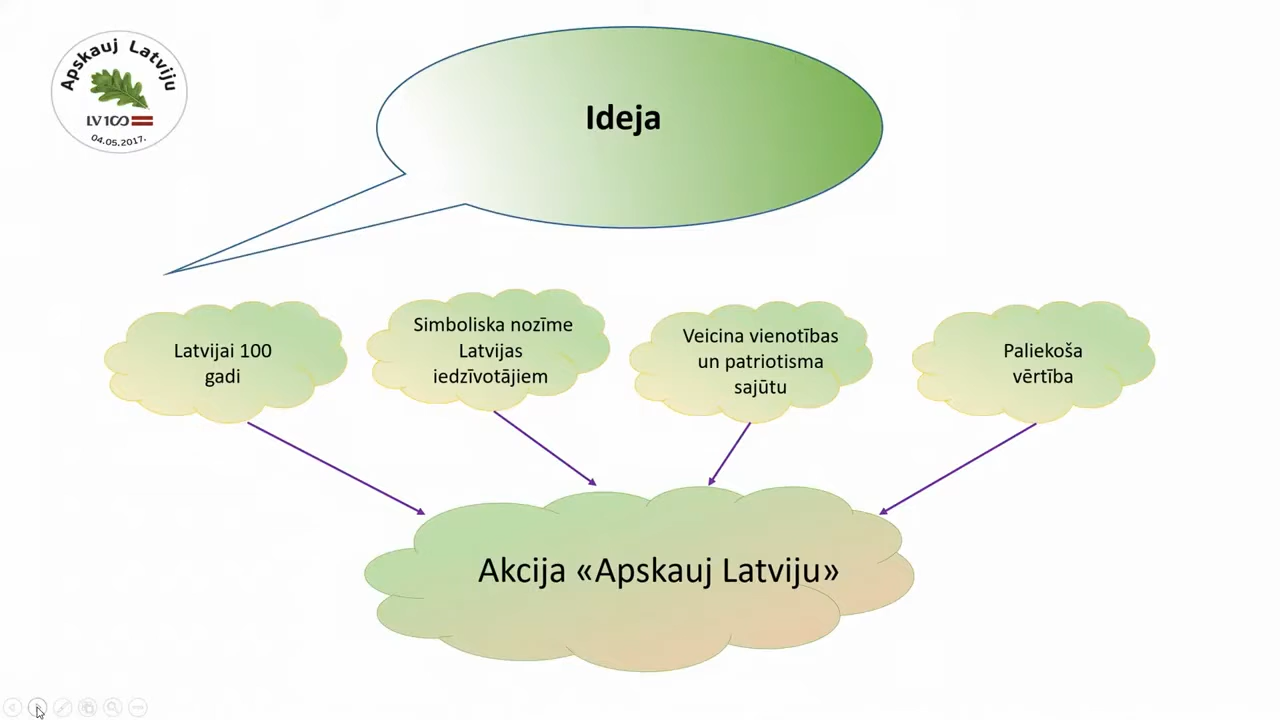 Apskauj Latviju
LV100
04.05.2017.
Ideja
Latvijai 100
gadi
Simboliska nozīme
Latvijas
iedzīvotājiem
Veicina vienotības
un patriotisma
sajūtu
Paliekoša
vērtība
Akcija «Apskauj Latviju»